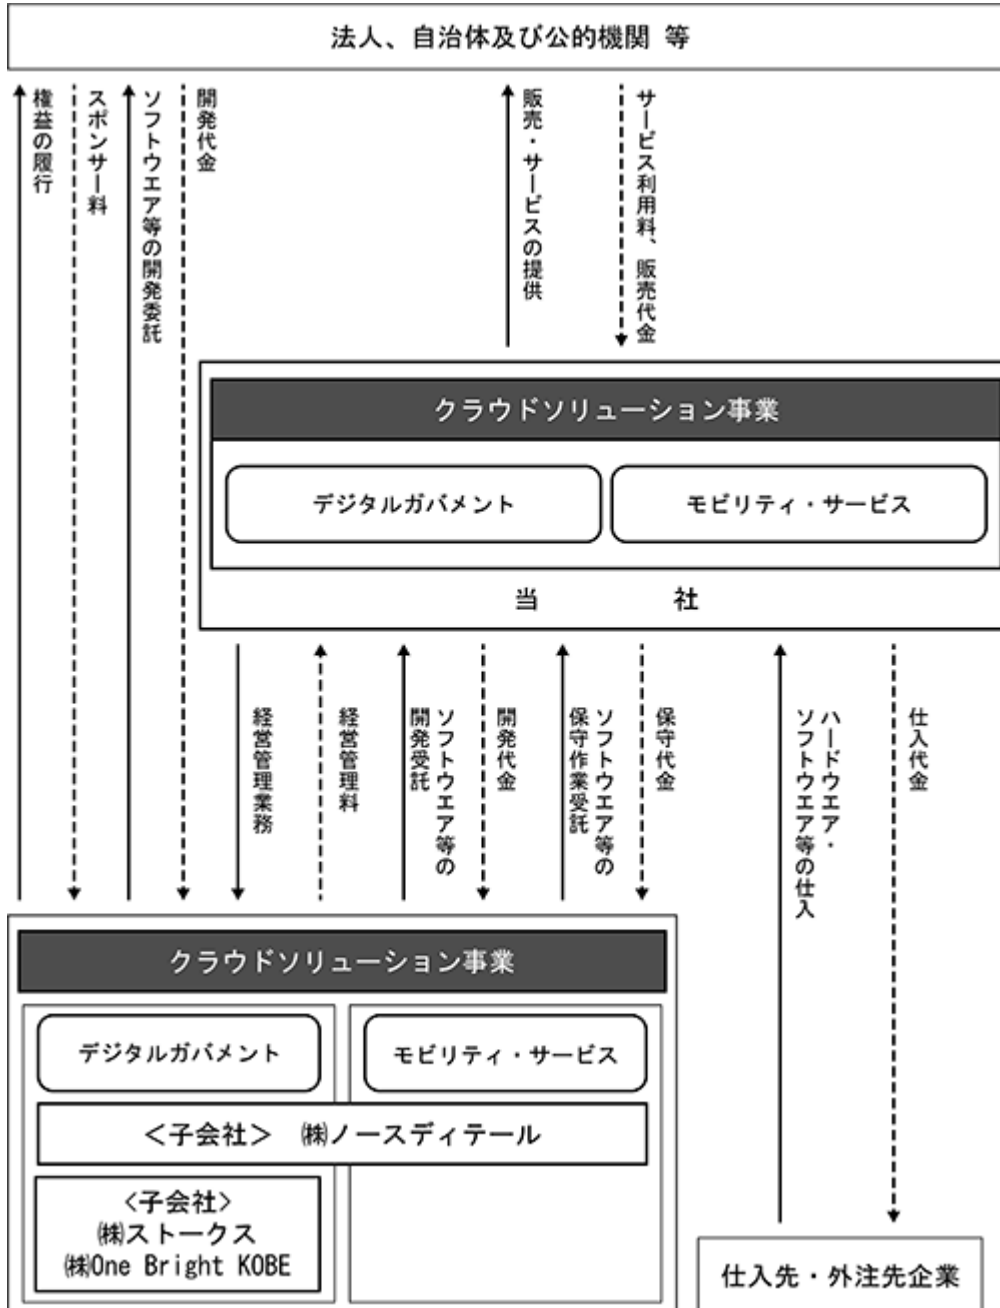 法人、自治体及び公的機関 等
権益の履行
スポンサー料
ソフトウエア等の開発委託
開発代金
販売・サービスの提供
サービス利用料、販売代金
クラウドソリューション事業
デジタルガバメント
モビリティ・サービス
当 社
経営管理業務
経営管理料
ソフトウエア等の
開発受託
開発代金
ソフトウエア等の
保守作業受託
保守代金
ハードウエア・
ソフトウエア等の仕入
仕入代金
クラウドソリューション事業
デジタルガバメント
モビリティ・サービス
＜子会社＞ ㈱ノースディテール
＜子会社＞
㈱ストークス
㈱One Bright KOBE
仕入先・外注先企業